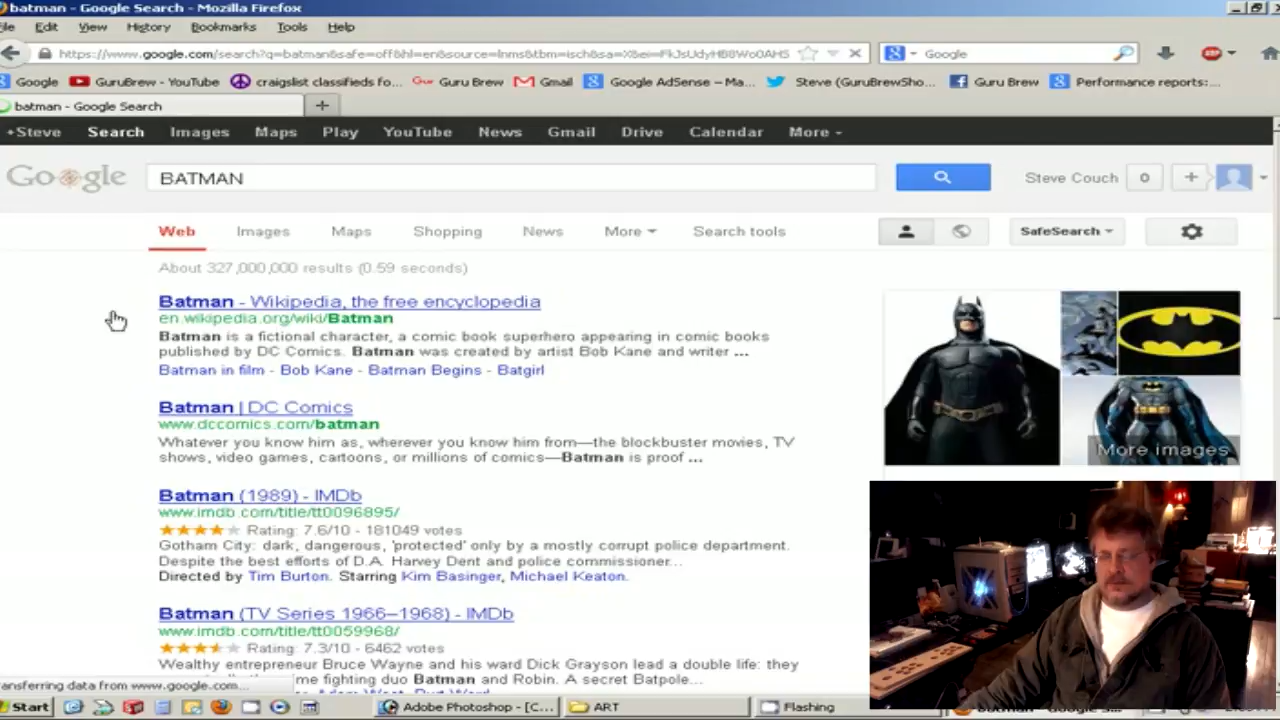 batman - Google Search - Mozilla Firefox
Edit View History Bookmarks Tools Help
Google
Google GuruBrew - YouTube craigslist classifieds fo... Guru Brew Gmail Google AdSense – Ma... Steve (GuruBrewSho... Guru Brew Performance reports:...
batman - Google Search +
+Steve Search Images Maps Play YouTube News Gmail Drive Calendar More
Google BATMAN Steve Couch 0 +
Web Images Maps Shopping News More Search tools SafeSearch
About 327,000,000 results (0.59 seconds)
Batman - Wikipedia, the free encyclopedia
en.wikipedia.org/wiki/Batman
Batman is a fictional character, a comic book superhero appearing in comic books
published by DC Comics. Batman was created by artist Bob Kane and writer ...
Batman in film - Bob Kane - Batman Begins - Batgirl
Batman | DC Comics
www.dccomics.com/batman
Whatever you know him as, wherever you know him from—the blockbuster movies, TV
shows, video games, cartoons, or millions of comics—Batman is proof ...
More images
Batman (1989) - IMDb
www.imdb.com/title/tt0096895/
Rating: 7.6/10 - 181049 votes
Gotham City: dark, dangerous, 'protected' only by a mostly corrupt police department.
Despite the best efforts of D.A. Harvey Dent and police commissioner...
Directed by Tim Burton. Starring Kim Basinger, Michael Keaton.
Batman (TV Series 1966–1968) - IMDb
www.imdb.com/title/tt0059968/
Rating: 7.3/10 - 6462 votes
Wealthy entrepreneur Bruce Wayne and his ward Dick Grayson lead a double life: they
me fighting duo Batman and Robin. A secret Batpole...
ransferring data from www.google.com...
Start Adobe Photoshop - [C... ART Flashing